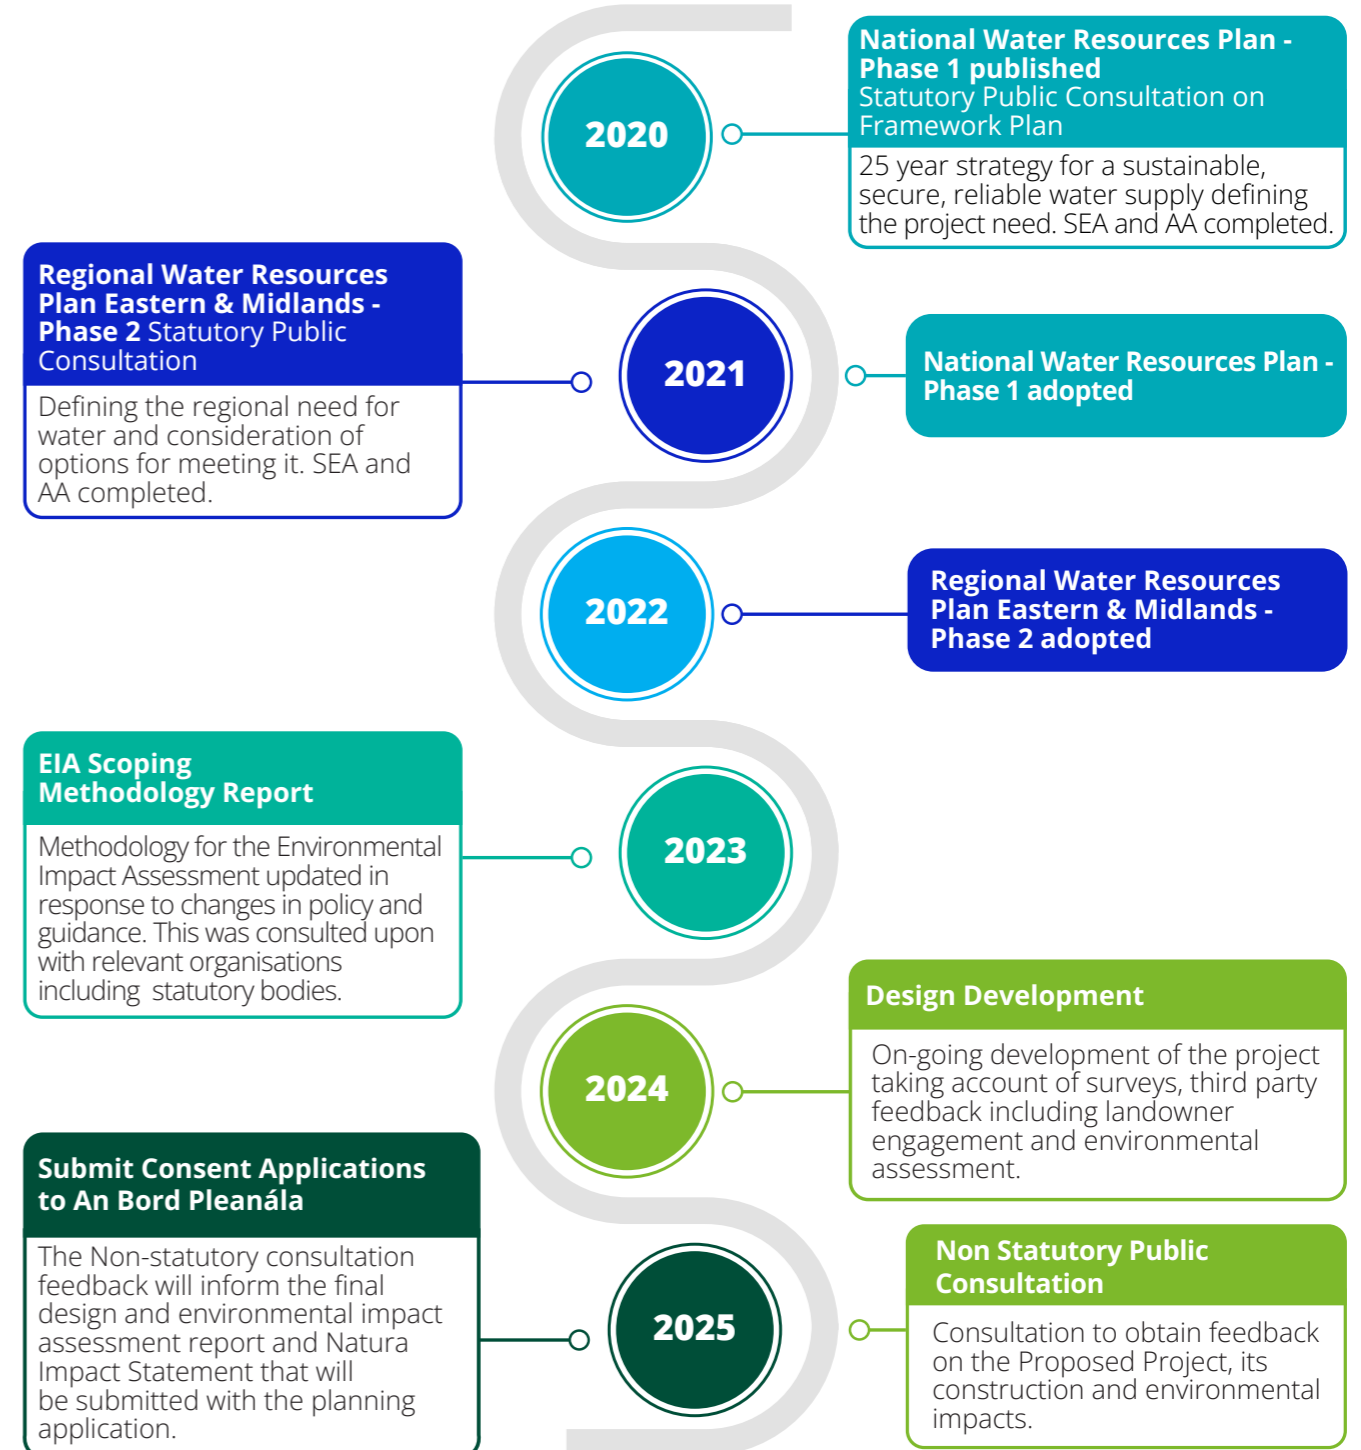 2020
National Water Resources Plan -
Phase 1 published
Statutory Public Consultation on
Framework Plan
25 year strategy for a sustainable,
secure, reliable water supply defining
the project need. SEA and AA completed.
Regional Water Resources
Plan Eastern & Midlands -
Phase 2 Statutory Public
Consultation
Defining the regional need for
water and consideration of
options for meeting it. SEA and
AA completed.
2021
National Water Resources Plan -
Phase 1 adopted
2022
Regional Water Resources
Plan Eastern & Midlands -
Phase 2 adopted
EIA Scoping
Methodology Report
Methodology for the Environmental
Impact Assessment updated in
response to changes in policy and
guidance. This was consulted upon
with relevant organisations
including statutory bodies.
2023
2024
Design Development
On-going development of the project
taking account of surveys, third party
feedback including landowner
engagement and environmental
assessment.
Submit Consent Applications
to An Bord Pleanála
The Non-statutory consultation
feedback will inform the final
design and environmental impact
assessment report and Natura
Impact Statement that will
be submitted with the planning
application.
2025
Non Statutory Public
Consultation
Consultation to obtain feedback
on the Proposed Project, its
construction and environmental
impacts.